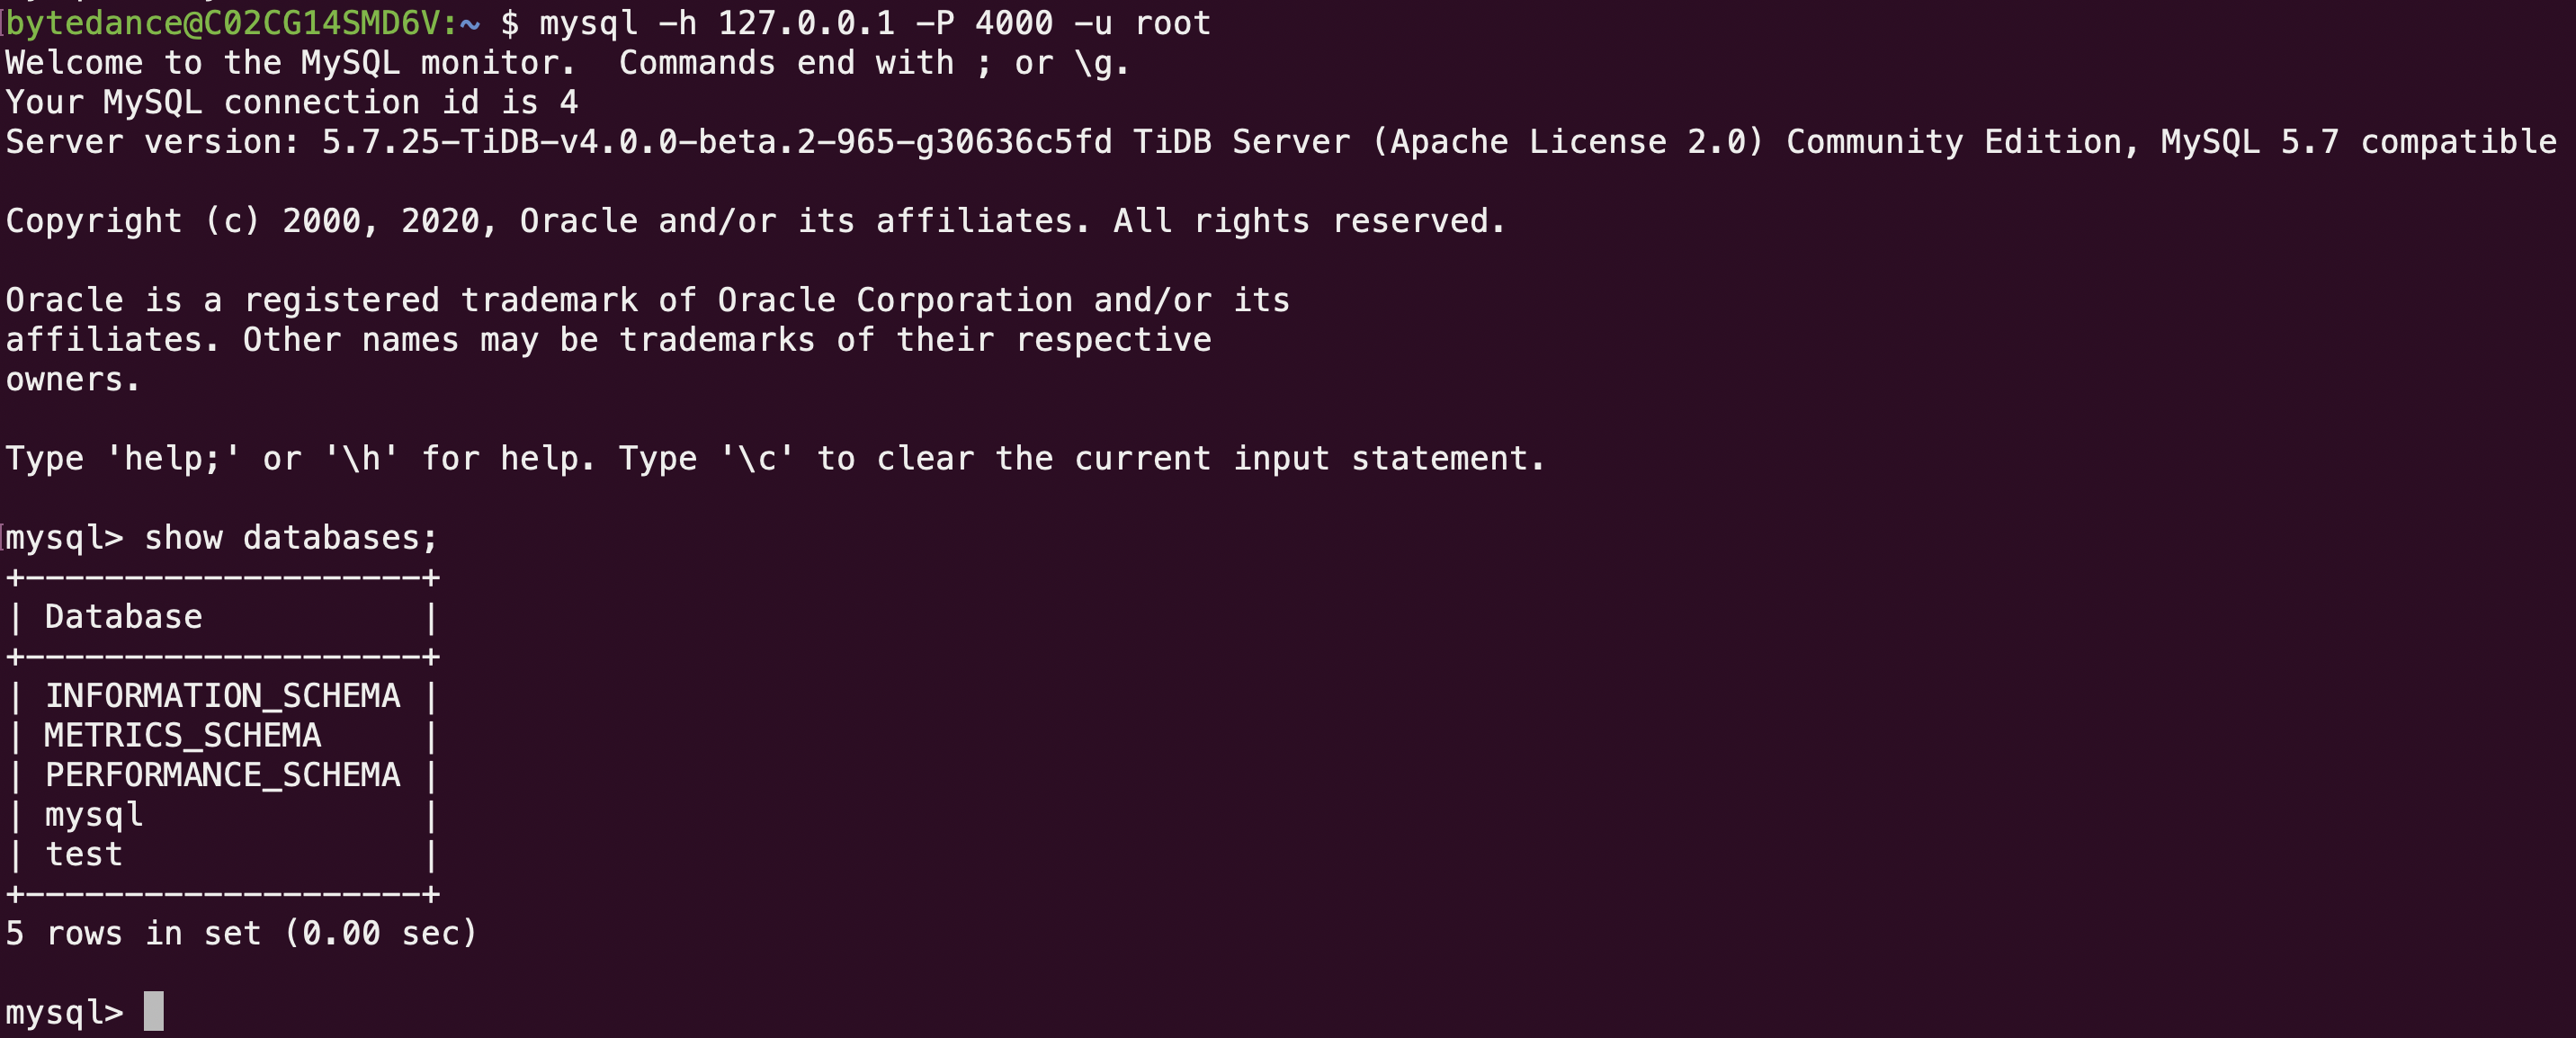 bytedance@C02CG14SMD6V:~ $ mysql -h 127.0.0.1 -P 4000 -u root
Welcome to the MySQL monitor.  Commands end with ; or \g.
Your MySQL connection id is 4
Server version: 5.7.25-TiDB-v4.0.0-beta.2-965-g30636c5fd TiDB Server (Apache License 2.0) Community Edition, MySQL 5.7 compatible

Copyright (c) 2000, 2020, Oracle and/or its affiliates. All rights reserved.

Oracle is a registered trademark of Oracle Corporation and/or its
affiliates. Other names may be trademarks of their respective
owners.

Type 'help;' or '\h' for help. Type '\c' to clear the current input statement.

mysql> show databases;
+--------------------+
| Database           |
+--------------------+
| INFORMATION_SCHEMA |
| METRICS_SCHEMA     |
| PERFORMANCE_SCHEMA |
| mysql              |
| test               |
+--------------------+
5 rows in set (0.00 sec)

mysql>